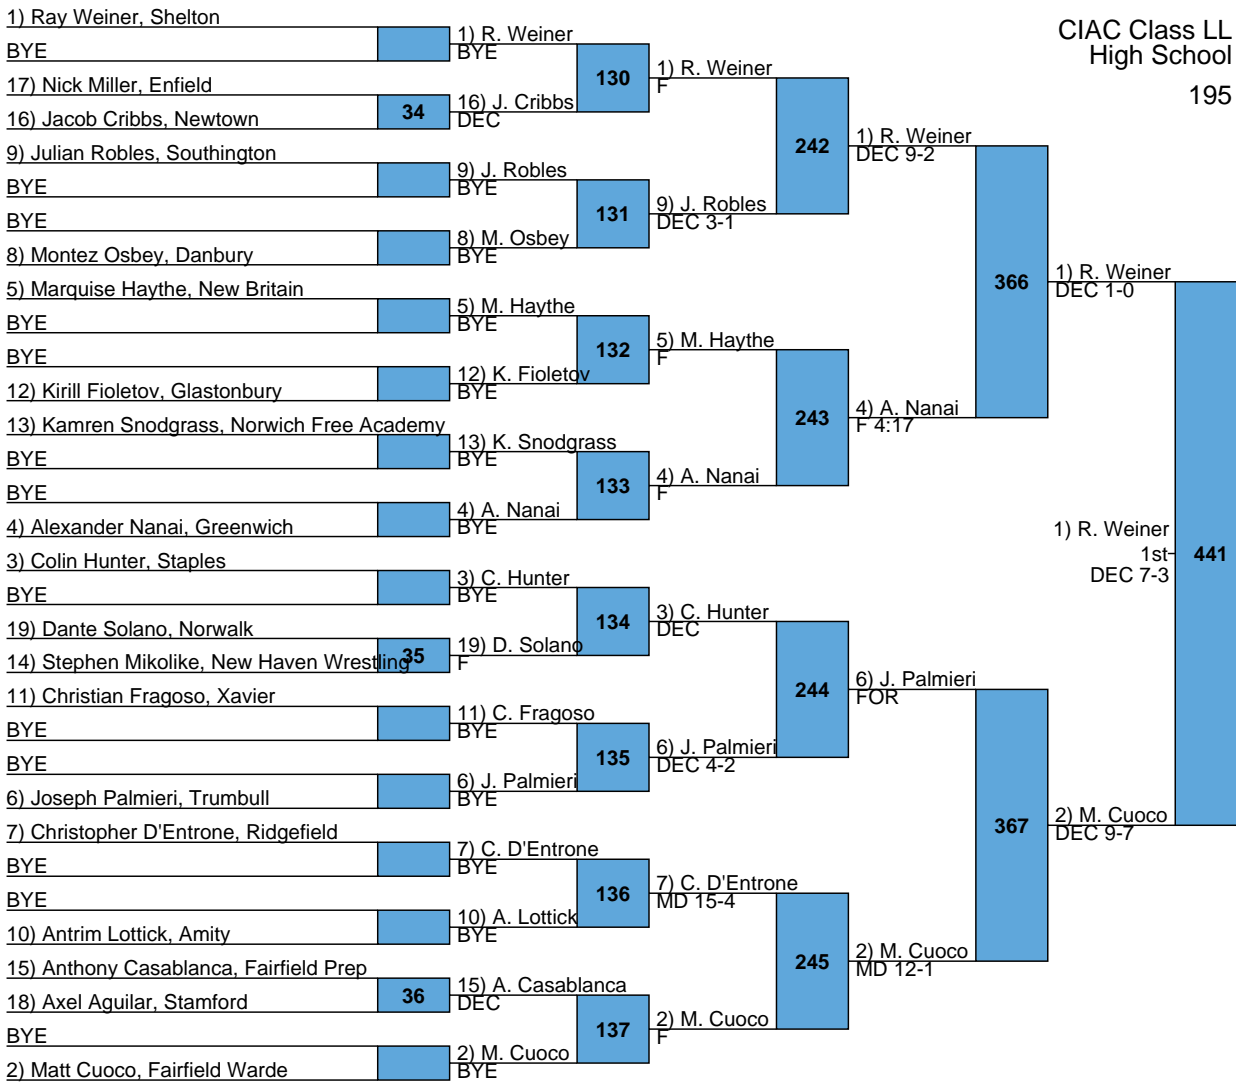 CIAC Class LL
High School
195
1) Ray Weiner, Shelton
BYE
17) Nick Miller, Enfield
16) Jacob Cribbs, Newtown
9) Julian Robles, Southington
BYE
BYE
8) Montez Osbey, Danbury
5) Marquise Haythe, New Britain
BYE
BYE
12) Kirill Fioletov, Glastonbury
13) Kamren Snodgrass, Norwich Free Academy
BYE
BYE
4) Alexander Nanai, Greenwich
3) Colin Hunter, Staples
BYE
19) Dante Solano, Norwalk
14) Stephen Mikolike, New Haven Wrestling
11) Christian Fragoso, Xavier
BYE
BYE
6) Joseph Palmieri, Trumbull
7) Christopher D'Entrone, Ridgefield
BYE
BYE
10) Antrim Lottick, Amity
15) Anthony Casablanca, Fairfield Prep
18) Axel Aguilar, Stamford
BYE
2) Matt Cuoco, Fairfield Warde
34
35
36
1) R. Weiner
BYE
16) J. Cribbs
DEC
9) J. Robles
BYE
8) M. Osbey
BYE
5) M. Haythe
BYE
12) K. Fioletov
BYE
13) K. Snodgrass
BYE
4) A. Nanai
BYE
3) C. Hunter
BYE
19) D. Solano
F
11) C. Fragoso
BYE
6) J. Palmieri
BYE
7) C. D'Entrone
BYE
10) A. Lottick
BYE
15) A. Casablanca
DEC
2) M. Cuoco
BYE
130
131
132
133
134
135
136
137
1) R. Weiner
F
9) J. Robles
DEC 3-1
5) M. Haythe
F
4) A. Nanai
F
3) C. Hunter
DEC
6) J. Palmieri
DEC 4-2
7) C. D'Entrone
MD 15-4
2) M. Cuoco
F
242
243
244
245
1) R. Weiner
DEC 9-2
4) A. Nanai
F 4:17
6) J. Palmieri
FOR
2) M. Cuoco
MD 12-1
366
367
1) R. Weiner
DEC 1-0
2) M. Cuoco
DEC 9-7
441
1) R. Weiner
1st
DEC 7-3